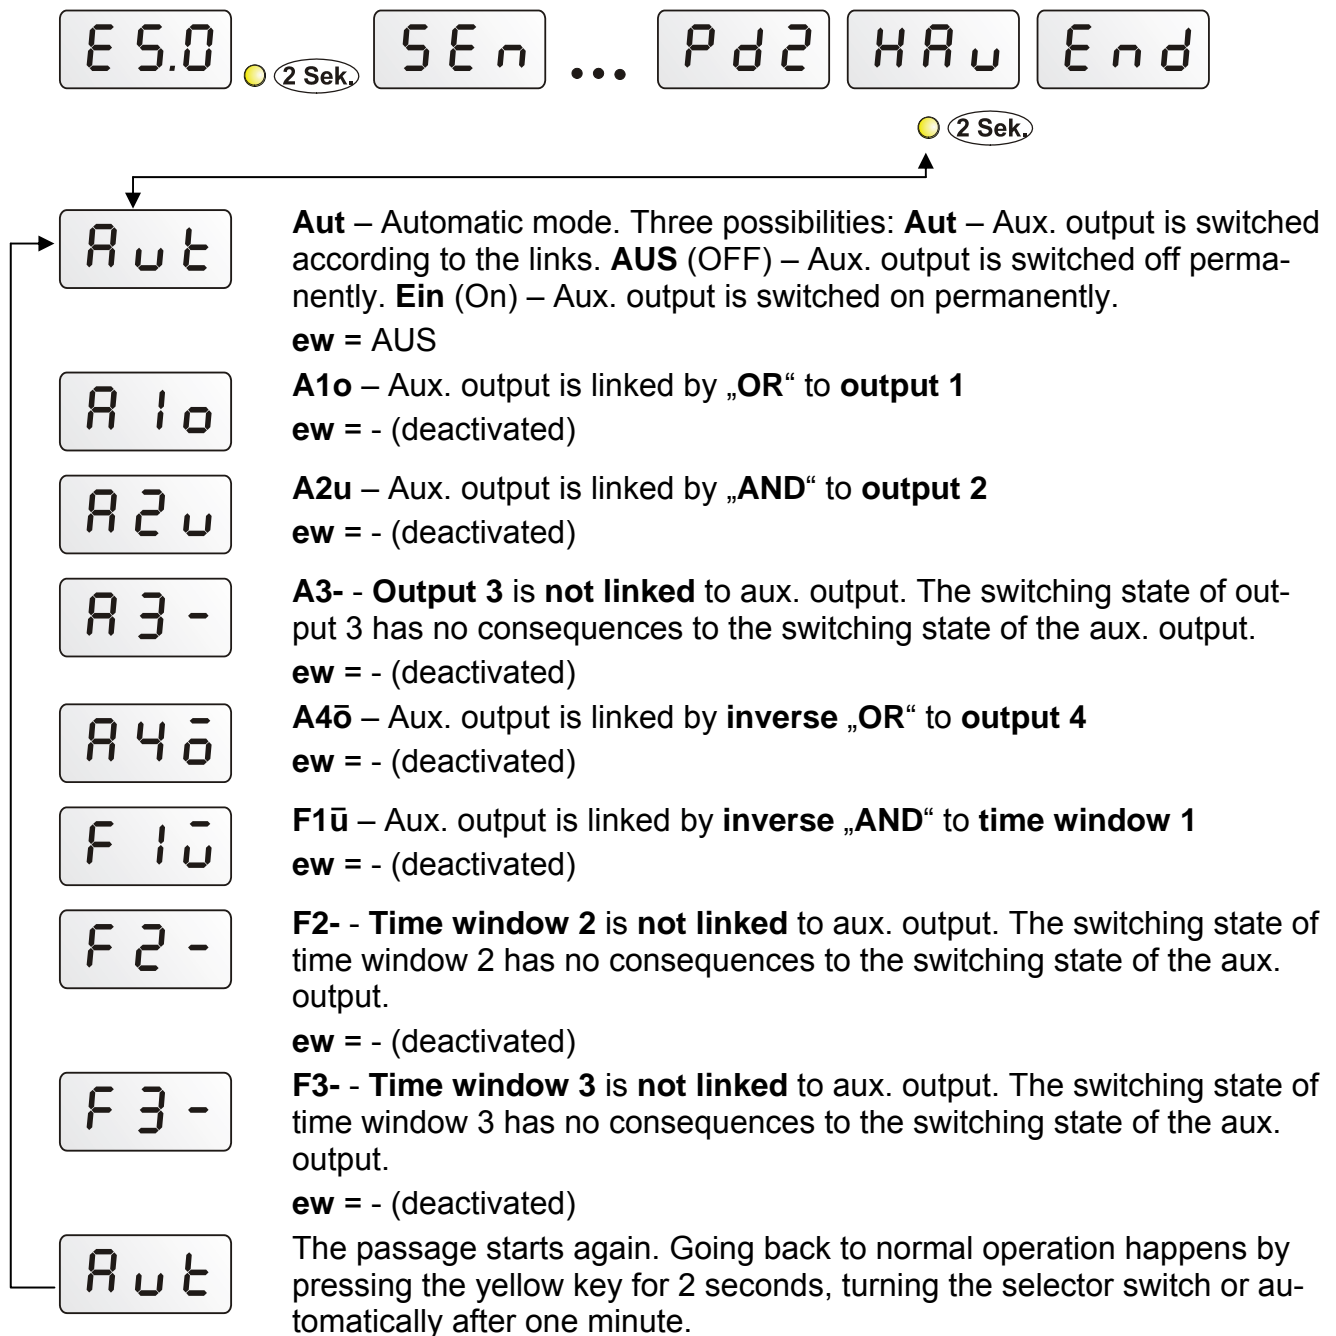 E5.0 2 Sek. SEn ... Pd2 HAu End
2 Sek.
Aut
Aut – Automatic mode. Three possibilities: Aut – Aux. output is switched
according to the links. AUS (OFF) – Aux. output is switched off perma-
nently. Ein (On) – Aux. output is switched on permanently.
ew = AUS
A1o
A1o – Aux. output is linked by „OR“ to output 1
ew = - (deactivated)
A2u
A2u – Aux. output is linked by „AND“ to output 2
ew = - (deactivated)
A3-
A3- - Output 3 is not linked to aux. output. The switching state of out-
put 3 has no consequences to the switching state of the aux. output.
ew = - (deactivated)
A4ō
A4ō – Aux. output is linked by inverse „OR“ to output 4
ew = - (deactivated)
F1ū
F1ū – Aux. output is linked by inverse „AND“ to time window 1
ew = - (deactivated)
F2-
F2- - Time window 2 is not linked to aux. output. The switching state of
time window 2 has no consequences to the switching state of the aux.
output.
ew = - (deactivated)
F3-
F3- - Time window 3 is not linked to aux. output. The switching state of
time window 3 has no consequences to the switching state of the aux.
output.
ew = - (deactivated)
Aut
The passage starts again. Going back to normal operation happens by
pressing the yellow key for 2 seconds, turning the selector switch or au-
tomatically after one minute.